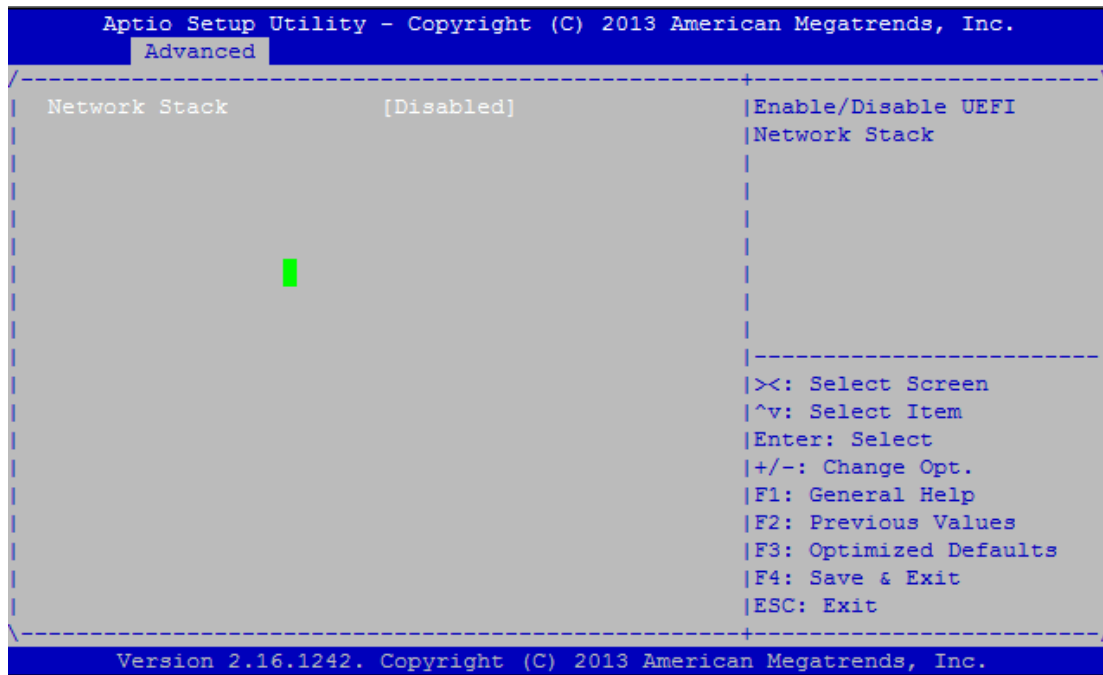 Aptio Setup Utility - Copyright (C) 2013 American Megatrends, Inc.
Advanced
Network Stack [Disabled]
Enable/Disable UEFI
Network Stack
><: Select Screen
^v: Select Item
Enter: Select
+/-: Change Opt.
F1: General Help
F2: Previous Values
F3: Optimized Defaults
F4: Save & Exit
ESC: Exit
Version 2.16.1242. Copyright (C) 2013 American Megatrends, Inc.